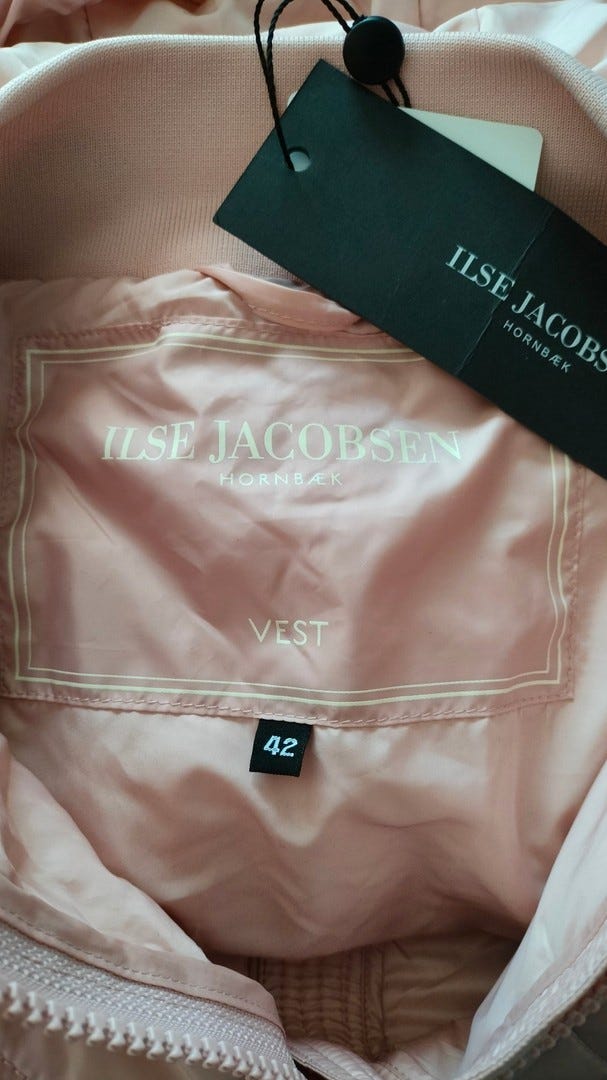 ILSE JACOBS
HORNBÆK
ILSE JACOBSEN
HORNBÆK
VEST
42